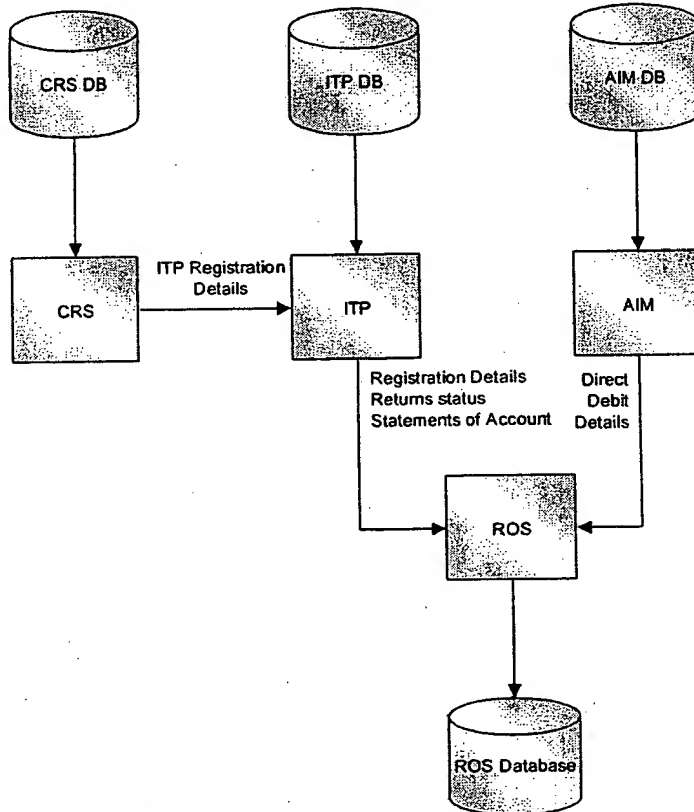 CRS DB
ITP DB
AIM DB
CRS
ITP Registration
Details
ITP
AIM
Registration Details
Returns status
Statements of Account
Direct
Debit
Details
ROS
ROS Database